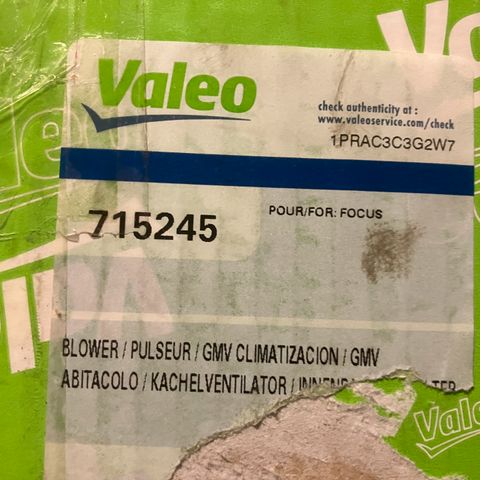 Valeo
check authenticity at :
www.valeoservice.com/check
1PRAC3C3G2W7
715245
POUR/FOR: FOCUS
BLOWER / PULSEUR / GMV CLIMATIZACION / GMV
ABITACOLO / KACHELVENTILATOR /
Valeo